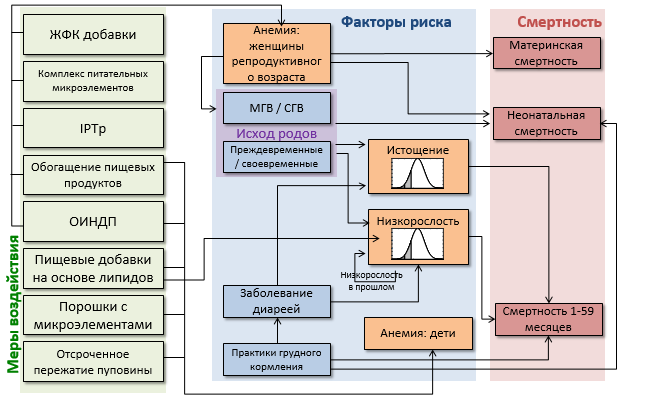 Меры воздействия
ЖФК добавки
Комплекс питательных
микроэлементов
IPTp
Обогащение пищевых
продуктов
ОИНДП
Пищевые добавки
на основе липидов
Порошки с
микроэлементами
Отсроченное
пережатие пуповины
Факторы риска
Анемия:
женщины
репродуктивног
о возраста
МГВ / СГВ
Исход родов
Преждевременные
/ своевременные
Истощение
Низкорослость
Низкорослость
в прошлом
Заболевание
диареей
Анемия: дети
Практики грудного
кормления
Смертность
Материнская
смертность
Неонатальная
смертность
Смертность 1-59
месяцев